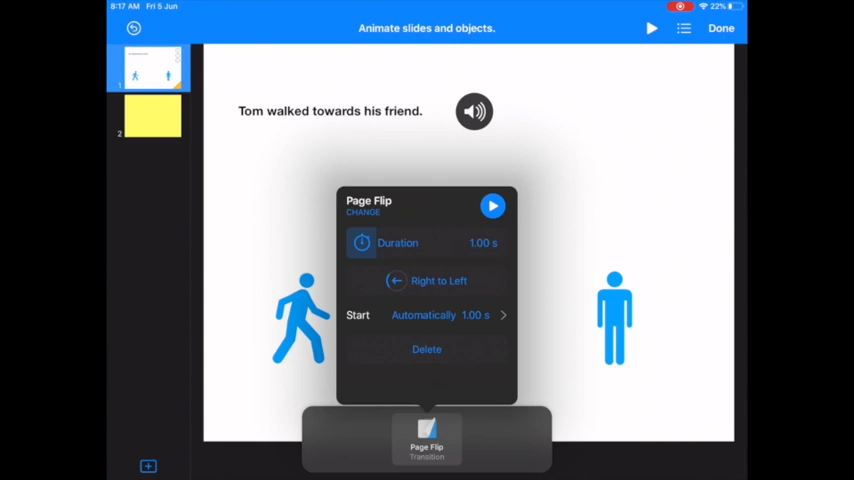 8:17 AM Fri 5 Jun
22%
Animate slides and objects.
Done
1
2
Tom walked towards his friend.
Page Flip
CHANGE
Duration 1.00 s
Right to Left
Start Automatically 1.00 s
Delete
Page Flip
Transition